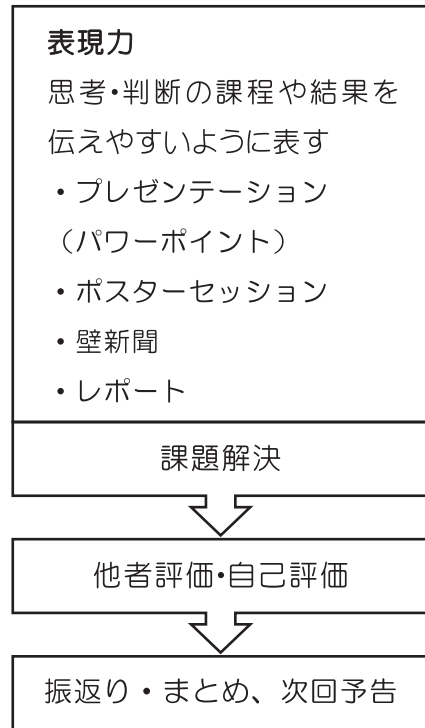 表現力
思考・判断の課程や結果を
伝えやすいように表す
・プレゼンテーション
（パワーポイント）
・ポスターセッション
・壁新聞
・レポート
課題解決
他者評価・自己評価
振返り・まとめ、次回予告